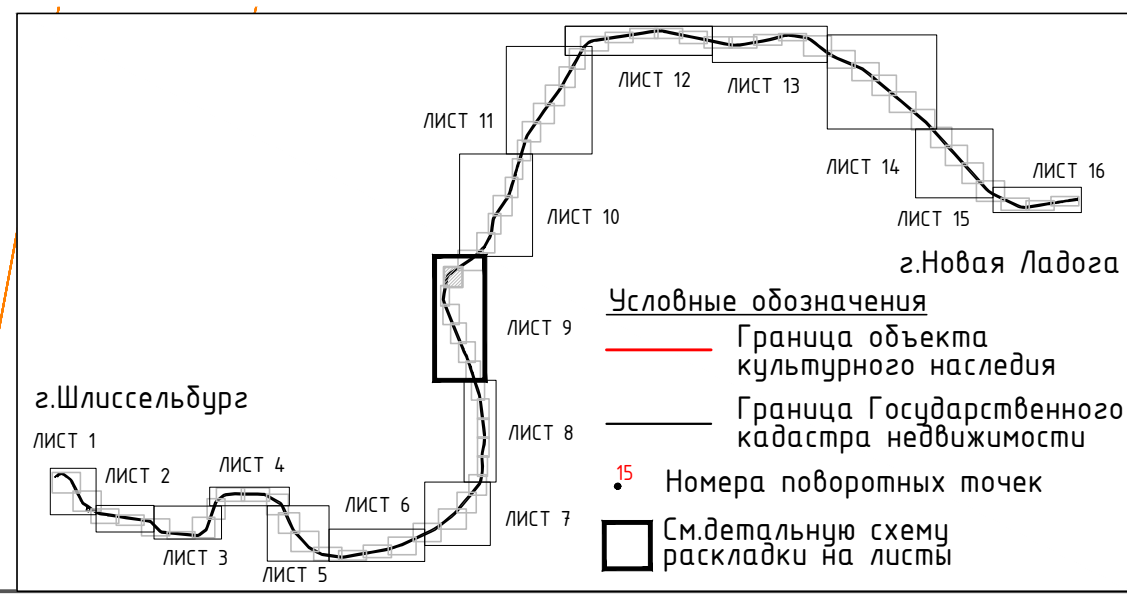 ЛИСТ 12
ЛИСТ 13
ЛИСТ 11
ЛИСТ 14
ЛИСТ 16
ЛИСТ 10
ЛИСТ 15
г.Новая Ладога
Условные обозначения
ЛИСТ 9
Граница объекта
культурного наследия
г.Шлиссельбург
Граница Государственного
кадастра недвижимости
ЛИСТ 1
ЛИСТ 8
ЛИСТ 2
ЛИСТ 4
15
Номера поворотных точек
ЛИСТ 6
ЛИСТ 7
См.детальную схему
раскладки на листы
ЛИСТ 3
ЛИСТ 5